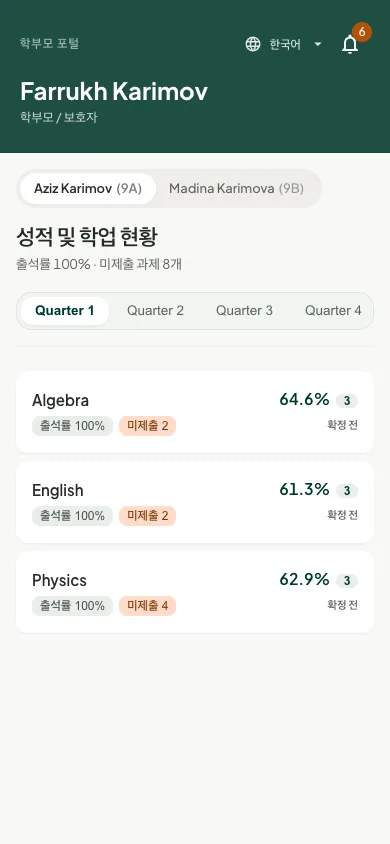 학부모 포털
한국어
6
Farrukh Karimov
학부모 / 보호자
Aziz Karimov (9A)
Madina Karimova (9B)
성적 및 학업 현황
출석률 100% · 미제출 과제 8개
Quarter 1
Quarter 2
Quarter 3
Quarter 4
Algebra
64.6% 3
출석률 100%
미제출 2
확정 전
English
61.3% 3
출석률 100%
미제출 2
확정 전
Physics
62.9% 3
출석률 100%
미제출 4
확정 전